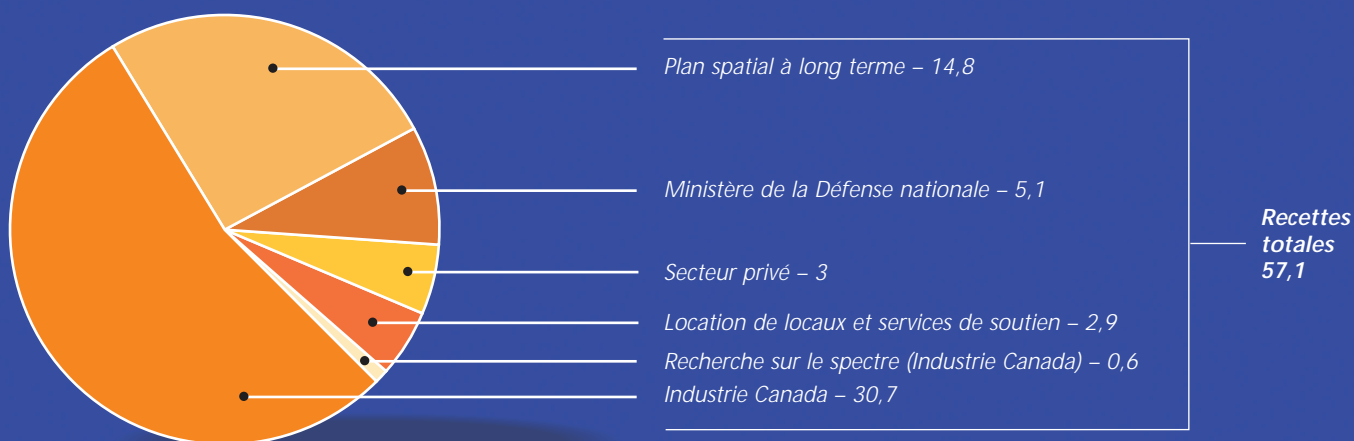 Plan spatial à long terme – 14,8
Ministère de la Défense nationale – 5,1
Secteur privé – 3
Location de locaux et services de soutien – 2,9
Recherche sur le spectre (Industrie Canada) – 0,6
Industrie Canada – 30,7
Recettes
totales
57,1